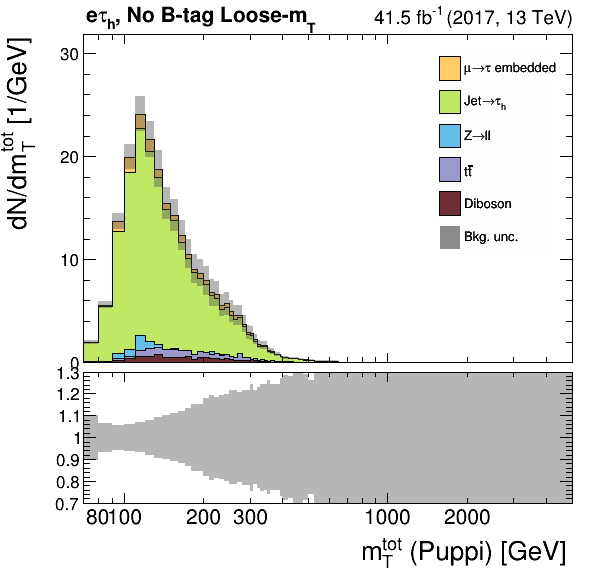 eτh, No B-tag Loose-mT
41.5 fb-1 (2017, 13 TeV)
dN/dmTtot [1/GeV]
30
20
10
0
μ→τ embedded
Jet→τh
Z→ll
tt̄
Diboson
Bkg. unc.
1.3
1.2
1.1
1
0.9
0.8
0.7
80 100 200 300 1000 2000
mTtot (Puppi) [GeV]